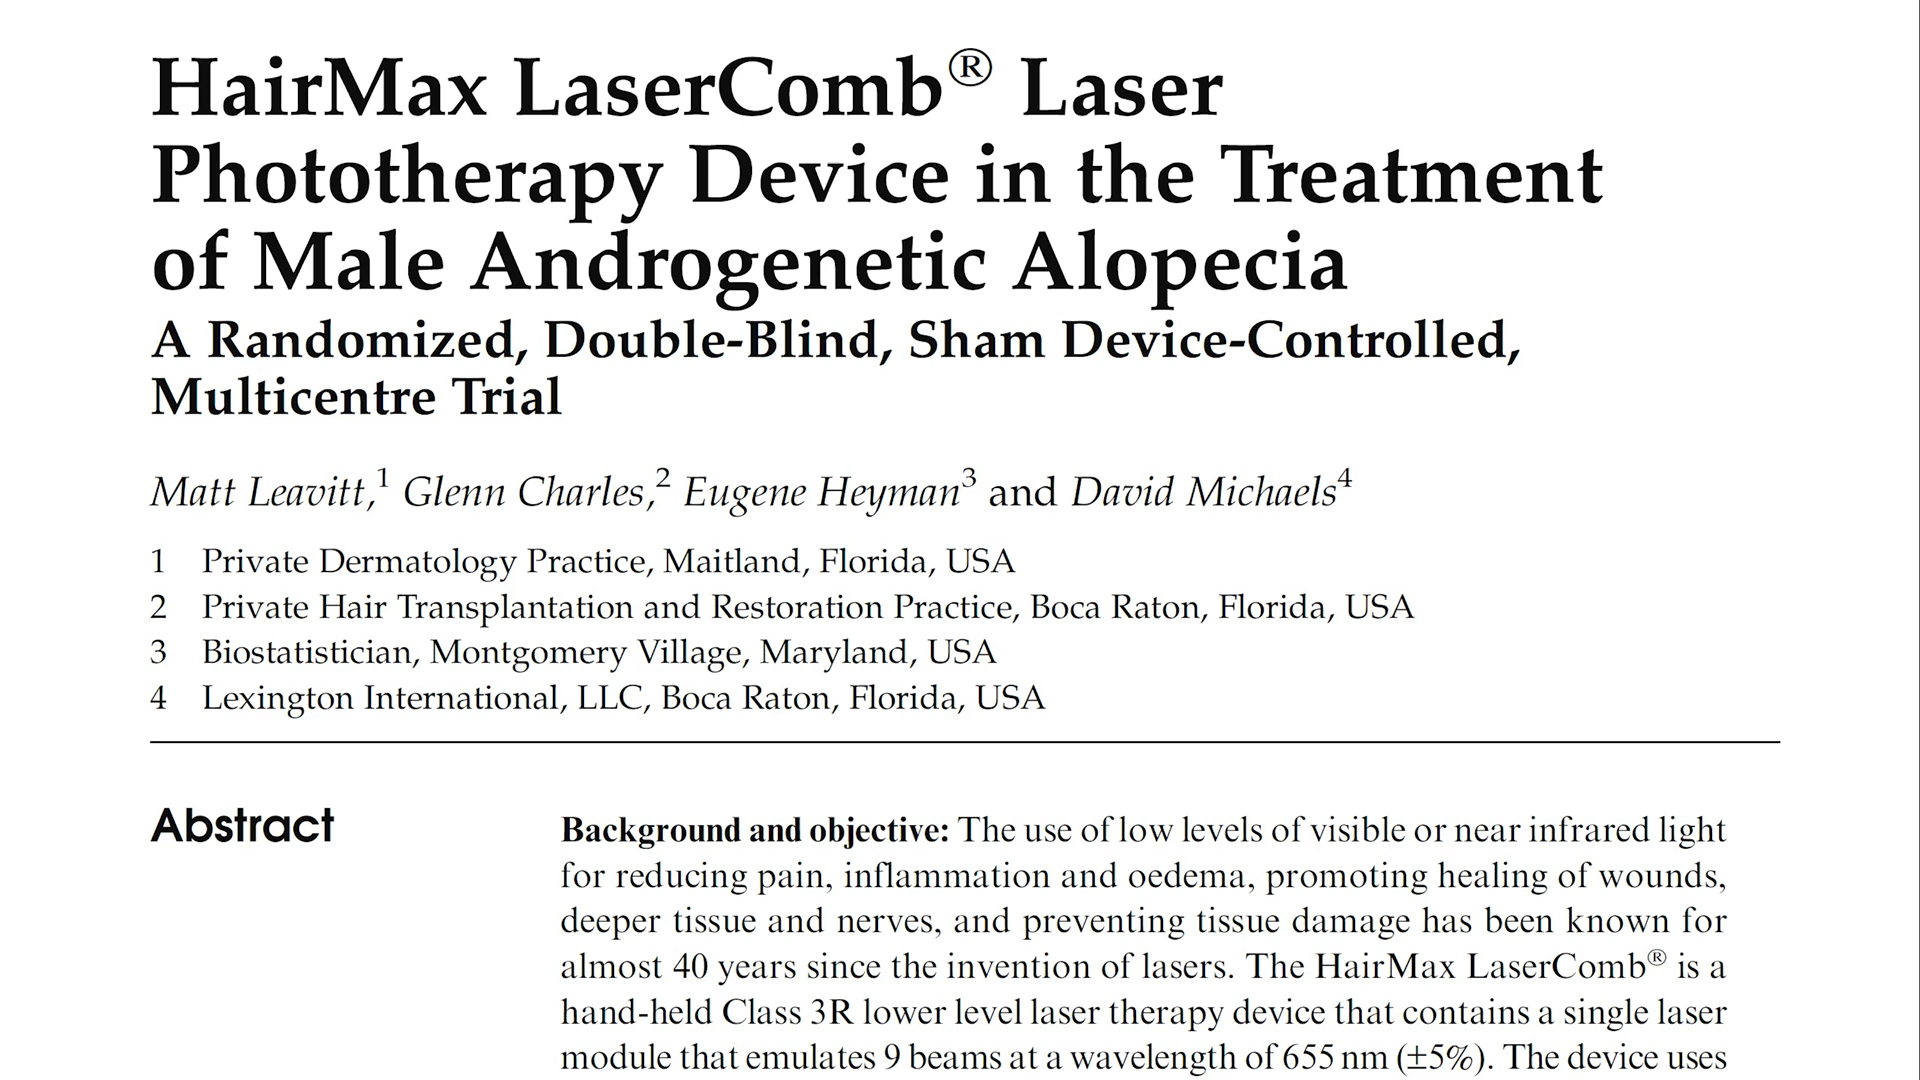 HairMax LaserComb® Laser
Phototherapy Device in the Treatment
of Male Androgenetic Alopecia
A Randomized, Double-Blind, Sham Device-Controlled,
Multicentre Trial
Matt Leavitt,1 Glenn Charles,2 Eugene Heyman3 and David Michaels4
1 Private Dermatology Practice, Maitland, Florida, USA
2 Private Hair Transplantation and Restoration Practice, Boca Raton, Florida, USA
3 Biostatistician, Montgomery Village, Maryland, USA
4 Lexington International, LLC, Boca Raton, Florida, USA
Abstract
Background and objective: The use of low levels of visible or near infrared light
for reducing pain, inflammation and oedema, promoting healing of wounds,
deeper tissue and nerves, and preventing tissue damage has been known for
almost 40 years since the invention of lasers. The HairMax LaserComb® is a
hand-held Class 3R lower level laser therapy device that contains a single laser
module that emulates 9 beams at a wavelength of 655 nm (±5%). The device uses